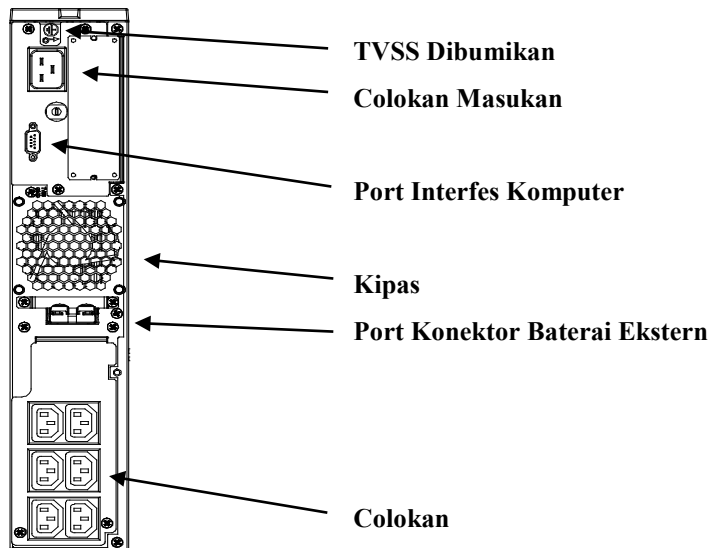 TVSS Dibumikan
Colokan Masukan
Port Interfes Komputer
Kipas
Port Konektor Baterai Ekstern
Colokan